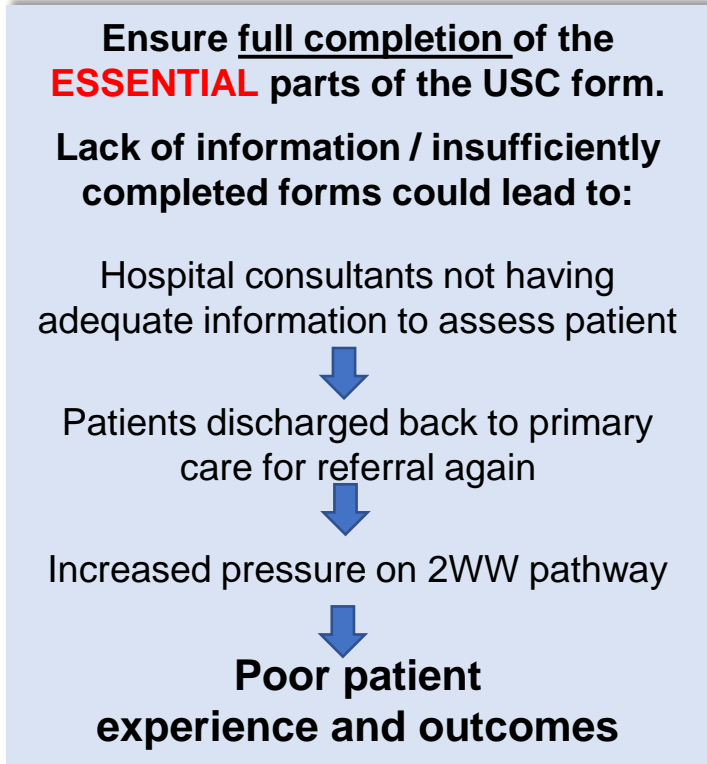 Ensure full completion of the
ESSENTIAL parts of the USC form.
Lack of information / insufficiently
completed forms could lead to:
Hospital consultants not having
adequate information to assess patient
Patients discharged back to primary
care for referral again
Increased pressure on 2WW pathway
Poor patient
experience and outcomes